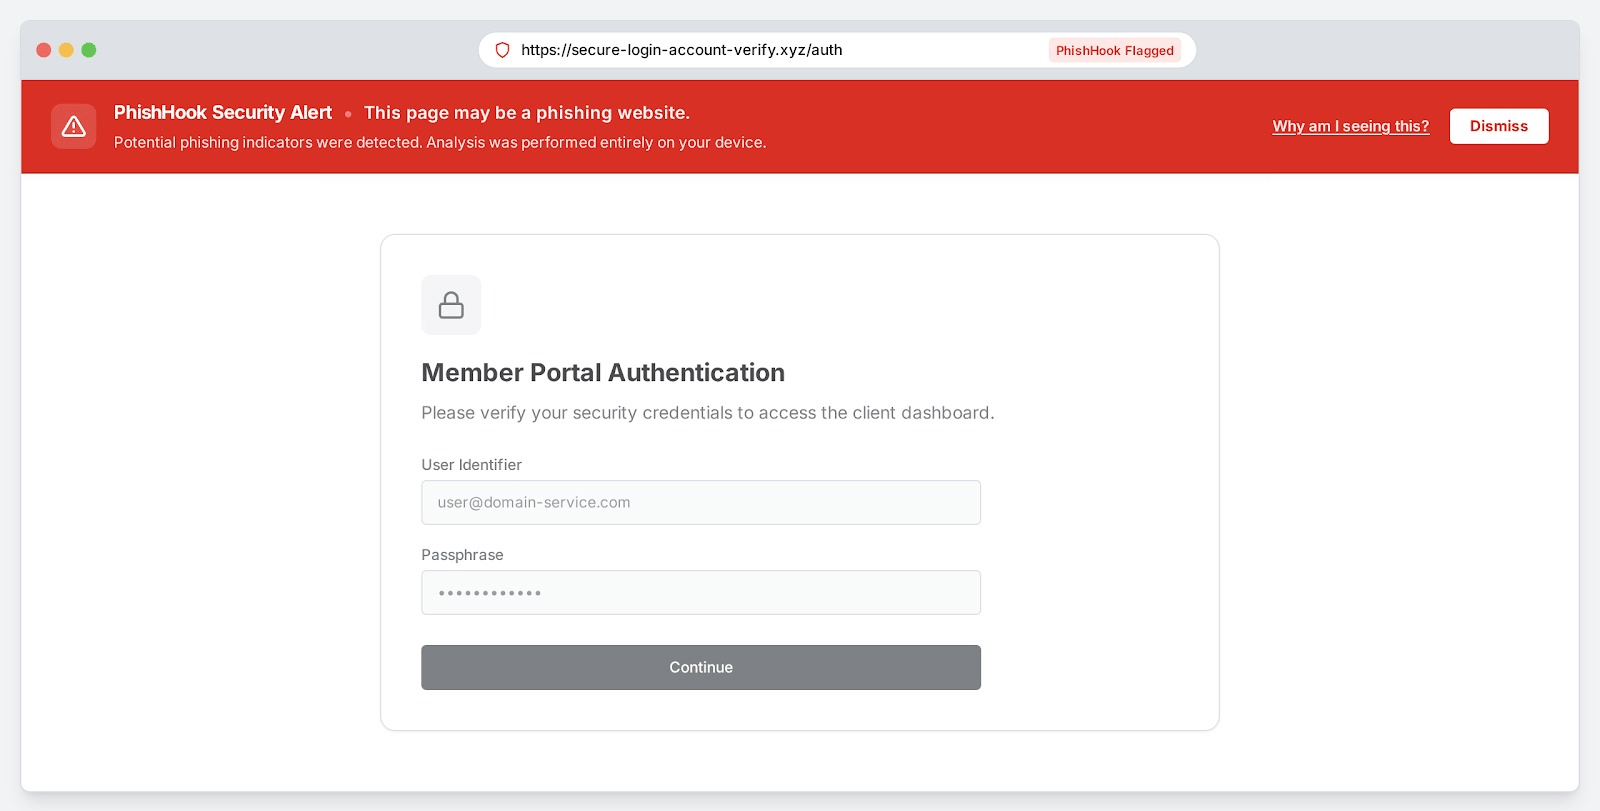 https://secure-login-account-verify.xyz/auth
PhishHook Flagged
PhishHook Security Alert • This page may be a phishing website.
Potential phishing indicators were detected. Analysis was performed entirely on your device.
Why am I seeing this?
Dismiss
Member Portal Authentication
Please verify your security credentials to access the client dashboard.
User Identifier
user@domain-service.com
Passphrase
••••••••••••
Continue